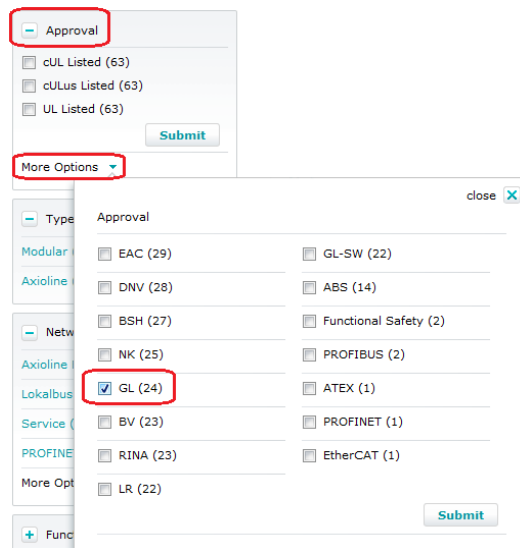 Approval
cUL Listed (63)
cULus Listed (63)
UL Listed (63)
Submit
More Options
close
Approval
EAC (29)
DNV (28)
BSH (27)
NK (25)
GL (24)
BV (23)
RINA (23)
LR (22)
GL-SW (22)
ABS (14)
Functional Safety (2)
PROFIBUS (2)
ATEX (1)
PROFINET (1)
EtherCAT (1)
Submit
Type
Modular
Axioline
Netw
Axioline
Lokalbus
Service (
PROFINE
More Opt
Func